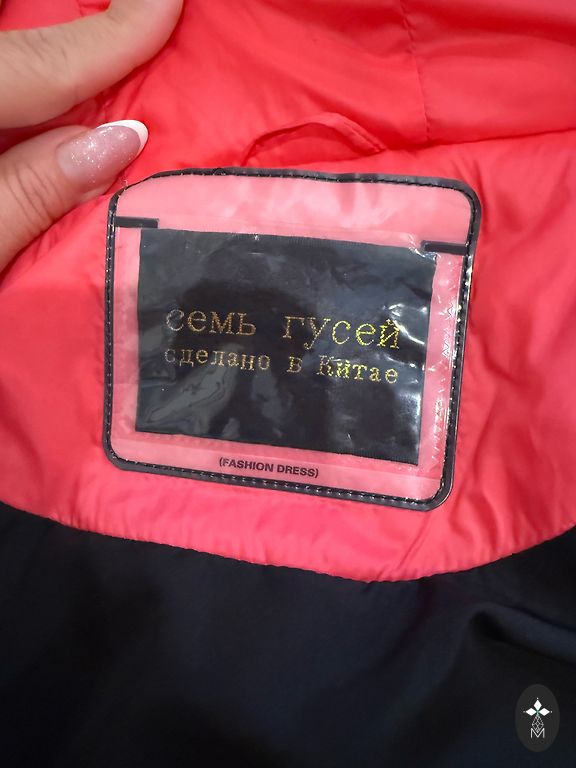 семь гусей
сделано в Китае
(FASHION DRESS)